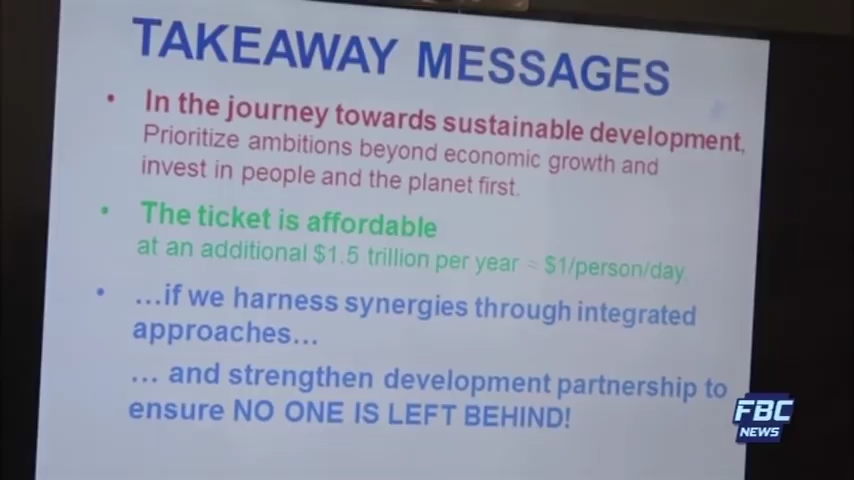 TAKEAWAY MESSAGES
• In the journey towards sustainable development,
Prioritize ambitions beyond economic growth and
invest in people and the planet first.
• The ticket is affordable
at an additional $1.5 trillion per year = $1/person/day
• ...if we harness synergies through integrated
approaches...
... and strengthen development partnership to
ensure NO ONE IS LEFT BEHIND!
FBC
NEWS